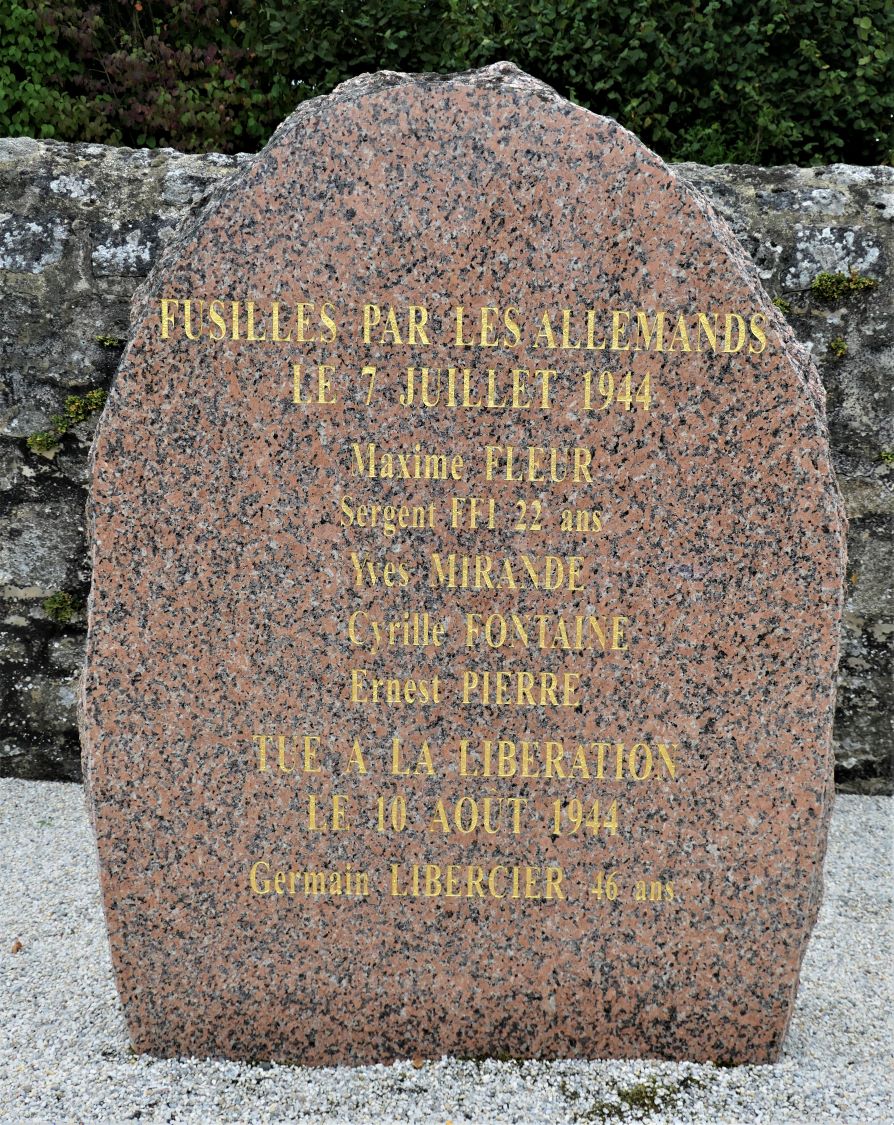 FUSILLES PAR LES ALLEMANDS
LE 7 JUILLET 1944
Maxime FLEUR
Sergent FFI 22 ans
Yves MIRANDE
Cyrille FONTAINE
Ernest PIERRE
TUE A LA LIBERATION
LE 10 AOÛT 1944
Germain LIBERCIER 46 ans